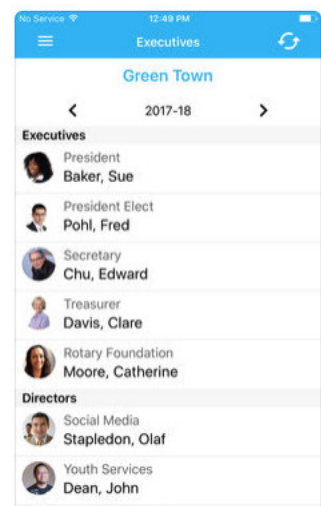 No Service 12:49 PM
Executives
Green Town
2017-18
Executives
President
Baker, Sue
President Elect
Pohl, Fred
Secretary
Chu, Edward
Treasurer
Davis, Clare
Rotary Foundation
Moore, Catherine
Directors
Social Media
Stapledon, Olaf
Youth Services
Dean, John